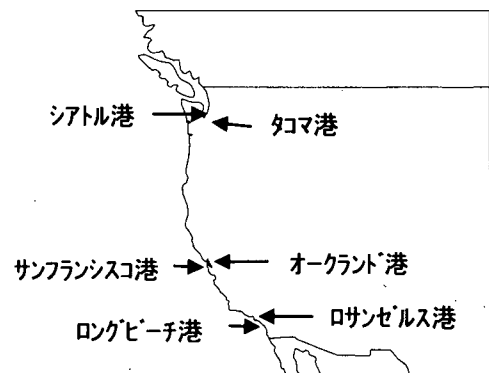 シアトル港
タコマ港
サンフランシスコ港
オークランド港
ロサンゼルス港
ロングビーチ港